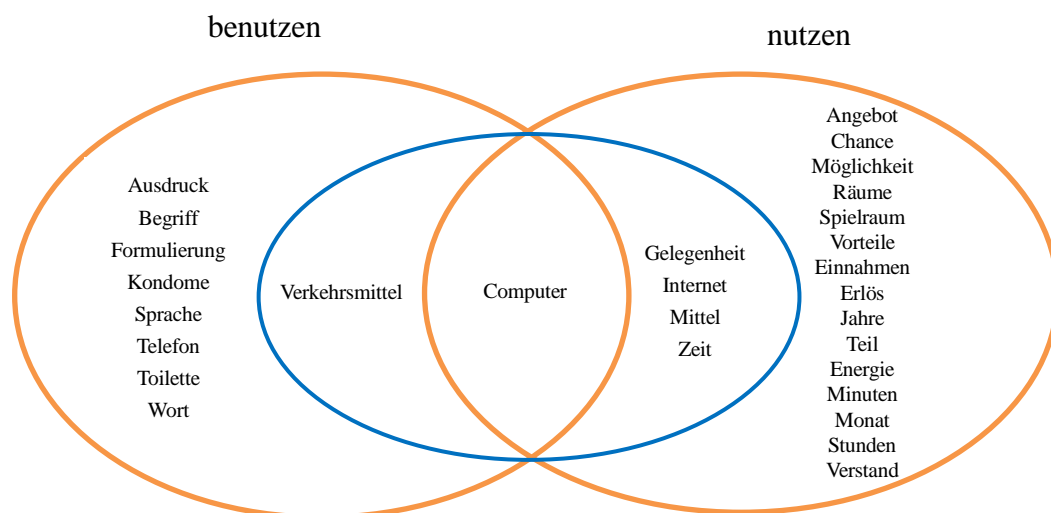 benutzen
nutzen
Ausdruck
Begriff
Formulierung
Kondome
Sprache
Telefon
Toilette
Wort
Verkehrsmittel
Computer
Gelegenheit
Internet
Mittel
Zeit
Angebot
Chance
Möglichkeit
Räume
Spielraum
Vorteile
Einnahmen
Erlös
Jahre
Teil
Energie
Minuten
Monat
Stunden
Verstand